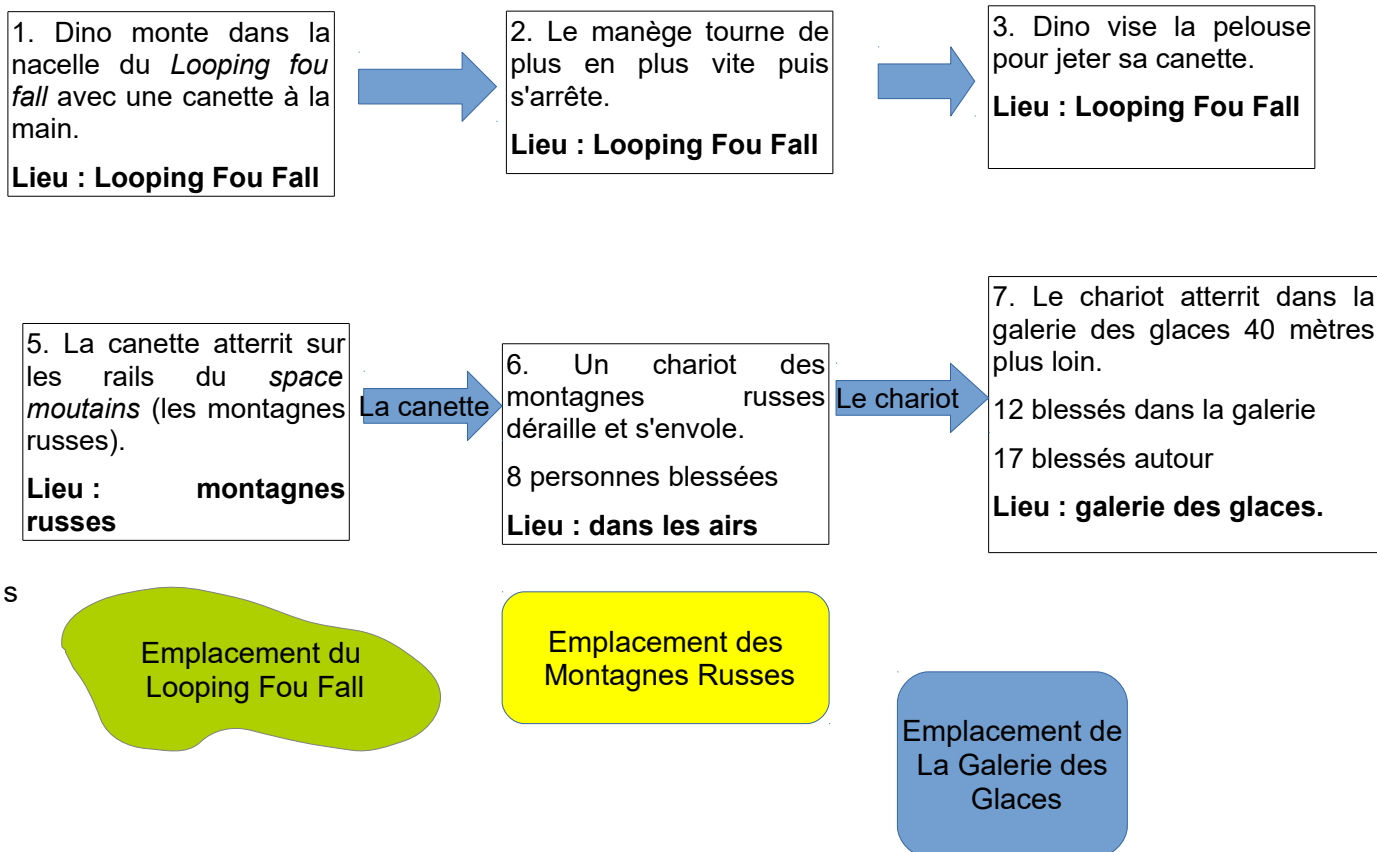 1. Dino monte dans la
nacelle du Looping fou
fall avec une canette à la
main.
Lieu : Looping Fou Fall
2. Le manège tourne de
plus en plus vite puis
s'arrête.
Lieu : Looping Fou Fall
3. Dino vise la pelouse
pour jeter sa canette.
Lieu : Looping Fou Fall
5. La canette atterrit sur
les rails du space
moutains (les montagnes
russes).
Lieu : montagnes
russes
La canette
6. Un chariot des
montagnes russes
déraille et s'envole.
8 personnes blessées
Lieu : dans les airs
Le chariot
7. Le chariot atterrit dans la
galerie des glaces 40 mètres
plus loin.
12 blessés dans la galerie
17 blessés autour
Lieu : galerie des glaces.
s
Emplacement du
Looping Fou Fall
Emplacement des
Montagnes Russes
Emplacement de
La Galerie des
Glaces